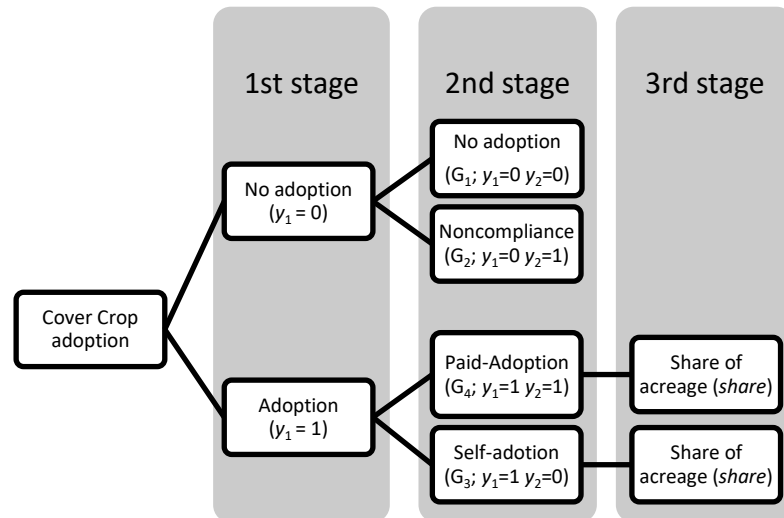 1st stage
2nd stage
3rd stage
No adoption
(y₁ = 0)
No adoption
(G₁; y₁=0 y₂=0)
Noncompliance
(G₂; y₁=0 y₂=1)
Cover Crop
adoption
Adoption
(y₁ = 1)
Paid-Adoption
(G₄; y₁=1 y₂=1)
Share of
acreage (share)
Self-adotion
(G₃; y₁=1 y₂=0)
Share of
acreage (share)